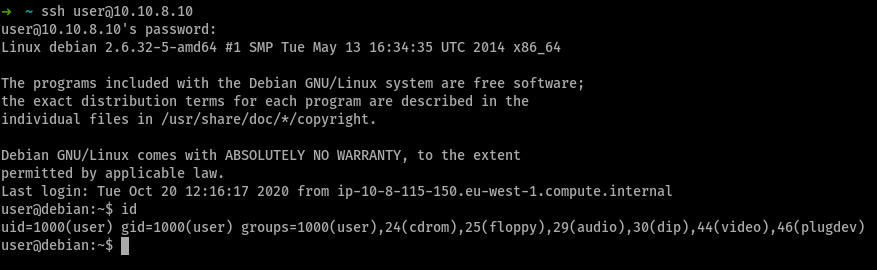 → ~ ssh user@10.10.8.10
user@10.10.8.10's password:
Linux debian 2.6.32-5-amd64 #1 SMP Tue May 13 16:34:35 UTC 2014 x86_64
The programs included with the Debian GNU/Linux system are free software;
the exact distribution terms for each program are described in the
individual files in /usr/share/doc/*/copyright.
Debian GNU/Linux comes with ABSOLUTELY NO WARRANTY, to the extent
permitted by applicable law.
Last login: Tue Oct 20 12:16:17 2020 from ip-10-8-115-150.eu-west-1.compute.internal
user@debian:~$ id
uid=1000(user) gid=1000(user) groups=1000(user),24(cdrom),25(floppy),29(audio),30(dip),44(video),46(plugdev)
user@debian:~$